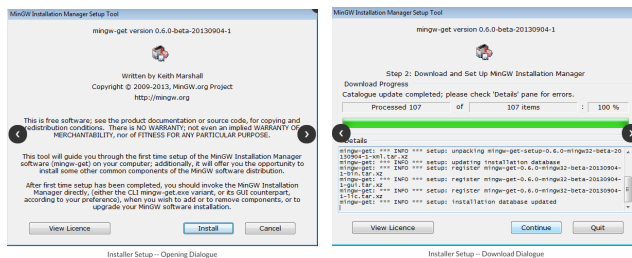 MinGW Installation Manager Setup Tool
mingw-get version 0.6.0-beta-20130904-1
Written by Keith Marshall
Copyright © 2009-2013, MinGW.org Project
http://mingw.org
This is free software; see the product documentation or source code, for copying and
redistribution conditions. There is NO WARRANTY; not even an implied WARRANTY OF
MERCHANTABILITY, nor of FITNESS FOR ANY PARTICULAR PURPOSE.
This tool will guide you through the first time setup of the MinGW Installation Manager
software (mingw-get) on your computer; additionally, it will offer you the opportunity to
install some other common components of the MinGW software distribution.
After first time setup has been completed, you should invoke the MinGW Installation
Manager directly, (either the CLI mingw-get.exe variant, or its GUI counterpart,
according to your preference), when you wish to add or to remove components, or to
upgrade your MinGW software installation.
View Licence Install Cancel
Installer Setup -- Opening Dialogue
MinGW Installation Manager Setup Tool
mingw-get version 0.6.0-beta-20130904-1
Step 2: Download and Set Up MinGW Installation Manager
Download Progress
Catalogue update completed; please check 'Details' pane for errors.
Processed 107 of 107 items : 100 %
Details
mingw-get: *** INFO *** setup: unpacking mingw-get-setup-0.6.0-mingw32-beta-20
130904-1-xml.tar.xz
mingw-get: *** INFO *** setup: updating installation database
mingw-get: *** INFO *** setup: register mingw-get-0.6.0-mingw32-beta-20130904-
1-bin.tar.xz
mingw-get: *** INFO *** setup: register mingw-get-0.6.0-mingw32-beta-20130904-
1-gui.tar.xz
mingw-get: *** INFO *** setup: register mingw-get-0.6.0-mingw32-beta-20130904-
1-lic.tar.xz
mingw-get: *** INFO *** setup: installation database updated
View Licence Continue Quit
Installer Setup -- Download Dialogue